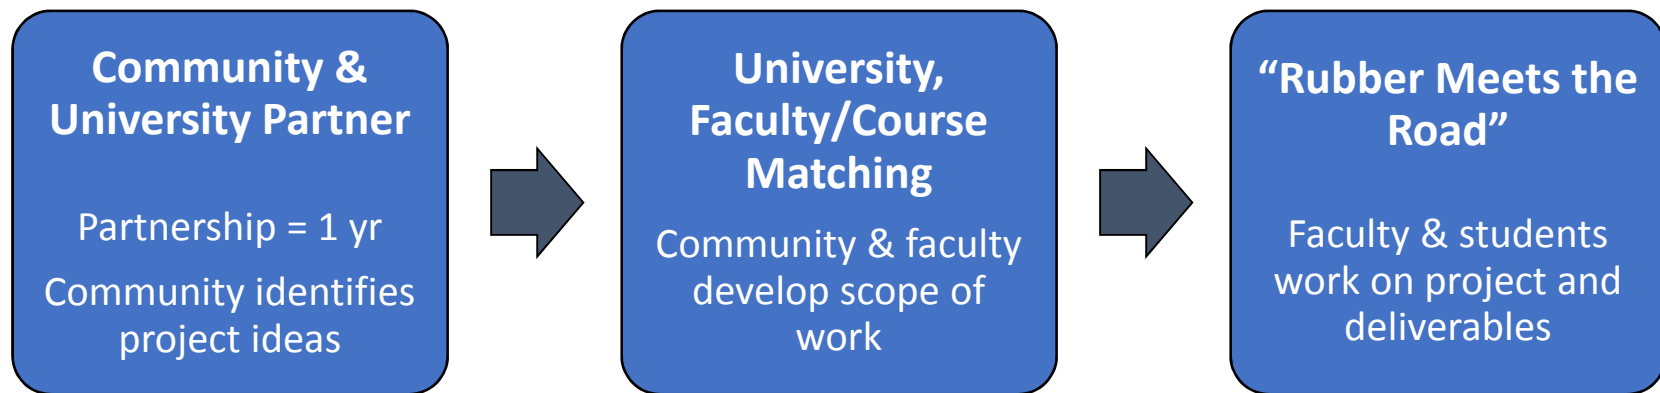 Community &
University Partner
Partnership = 1 yr
Community identifies
project ideas
University,
Faculty/Course
Matching
Community & faculty
develop scope of
work
“Rubber Meets the
Road”
Faculty & students
work on project and
deliverables